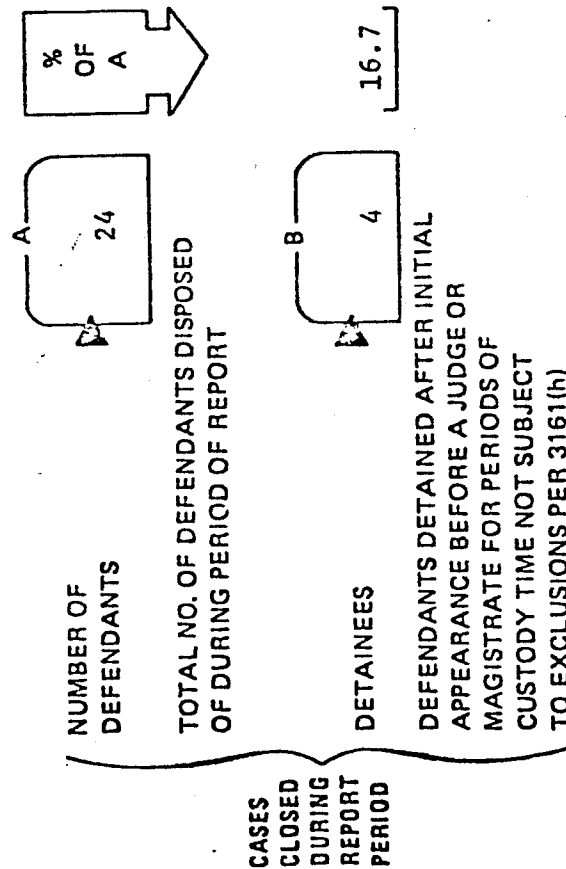 CASES
CLOSED
DURING
REPORT
PERIOD
NUMBER OF
DEFENDANTS
A
24
%
OF
A
TOTAL NO. OF DEFENDANTS DISPOSED
OF DURING PERIOD OF REPORT
DETAINEES
B
4
16.7
DEFENDANTS DETAINED AFTER INITIAL
APPEARANCE BEFORE A JUDGE OR
MAGISTRATE FOR PERIODS OF
CUSTODY TIME NOT SUBJECT
TO EXCLUSIONS PER 3161(h)